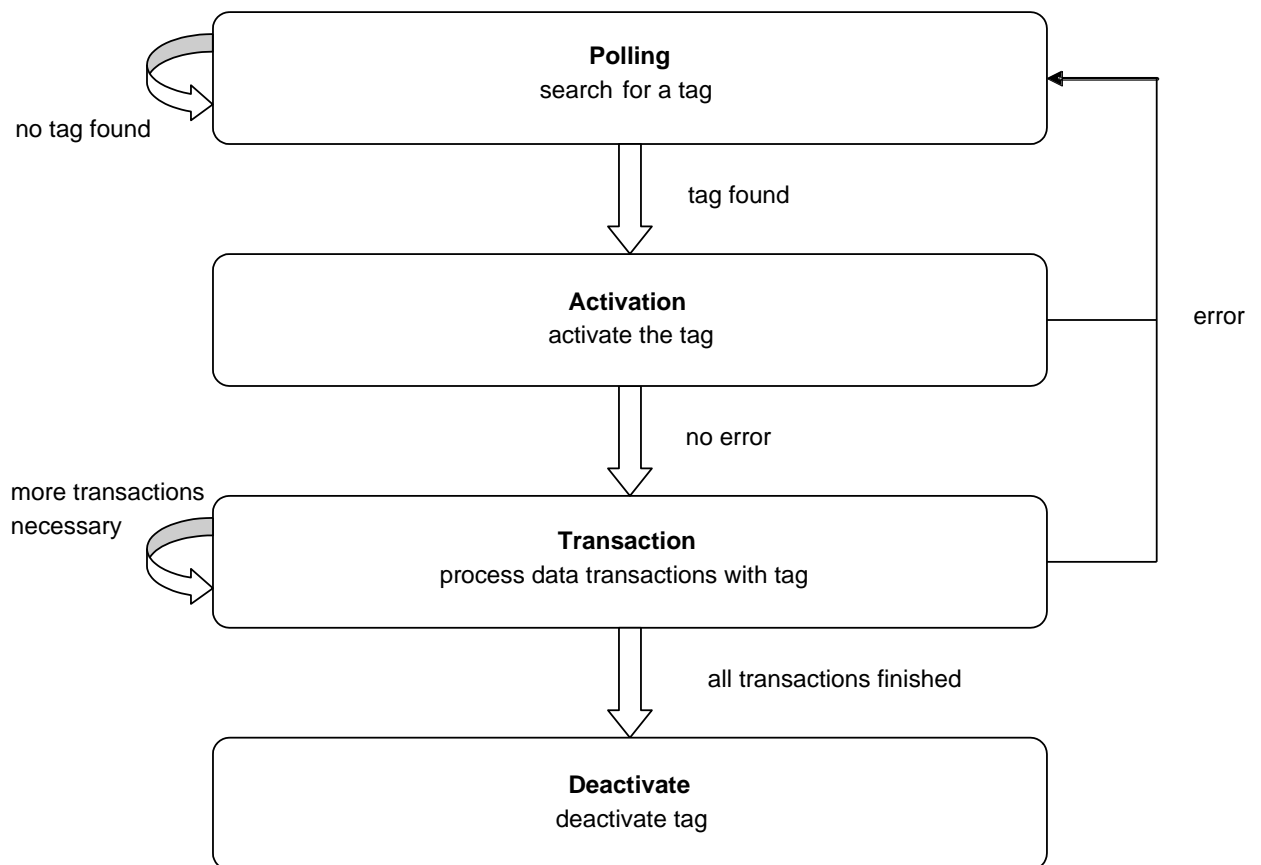 Polling
search for a tag
no tag found
tag found
Activation
activate the tag
error
no error
more transactions
necessary
Transaction
process data transactions with tag
all transactions finished
Deactivate
deactivate tag